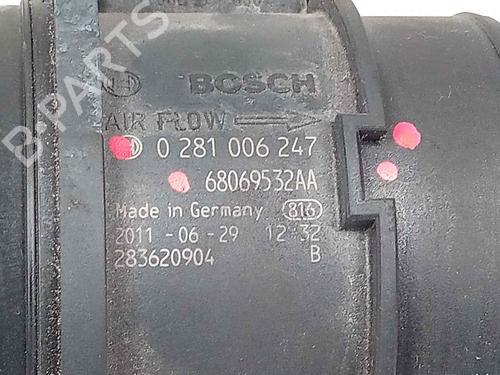 B-PARTS
BOSCH
AIR FLOW
0 281 006 247
68069532AA
Made in Germany 816
2011-06-29 12:32
283620904 B